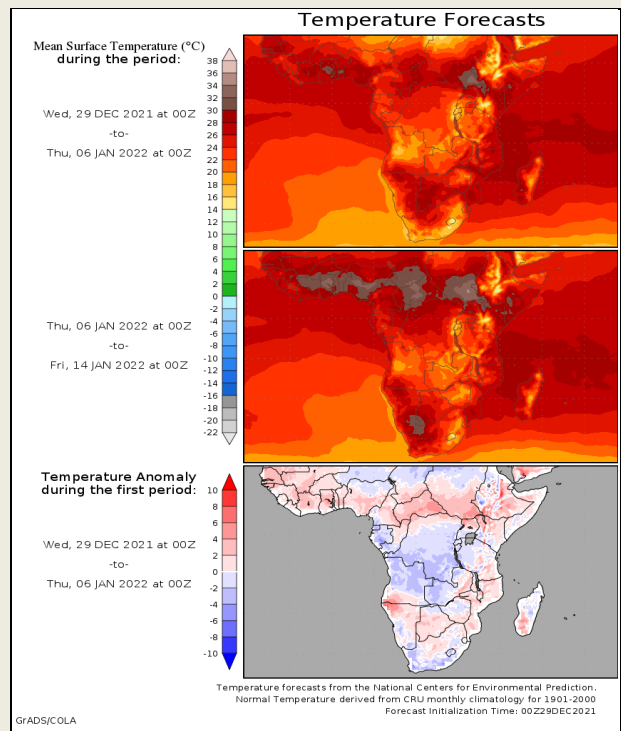 Temperature Forecasts
Mean Surface Temperature (°C)
during the period:
Wed, 29 DEC 2021 at 00Z
-to-
Thu, 06 JAN 2022 at 00Z
38
36
34
32
30
28
26
24
22
20
18
16
14
12
10
8
6
4
2
0
-2
-4
-6
-8
-10
-12
-14
-16
-18
-20
-22
Thu, 06 JAN 2022 at 00Z
-to-
Fri, 14 JAN 2022 at 00Z
Temperature Anomaly
during the first period:
Wed, 29 DEC 2021 at 00Z
-to-
Thu, 06 JAN 2022 at 00Z
10
8
6
4
2
0
-2
-4
-6
-8
-10
Temperature forecasts from the National Centers for Environmental Prediction.
Normal Temperature derived from CRU monthly climatology for 1901-2000
Forecast Initialization Time: 00Z29DEC2021
GrADS/COLA